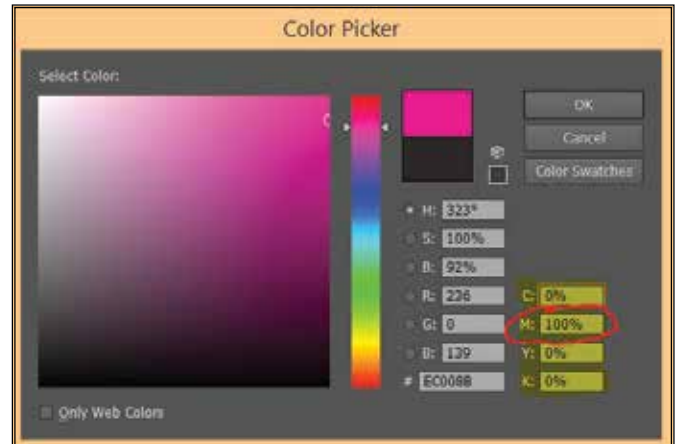 Color Picker
Select Color:
OK
Cancel
Color Swatches
H: 323°
S: 100%
B: 92%
R: 236 C: 0%
G: 0 M: 100%
B: 139 Y: 0%
# EC008B K: 0%
Only Web Colors